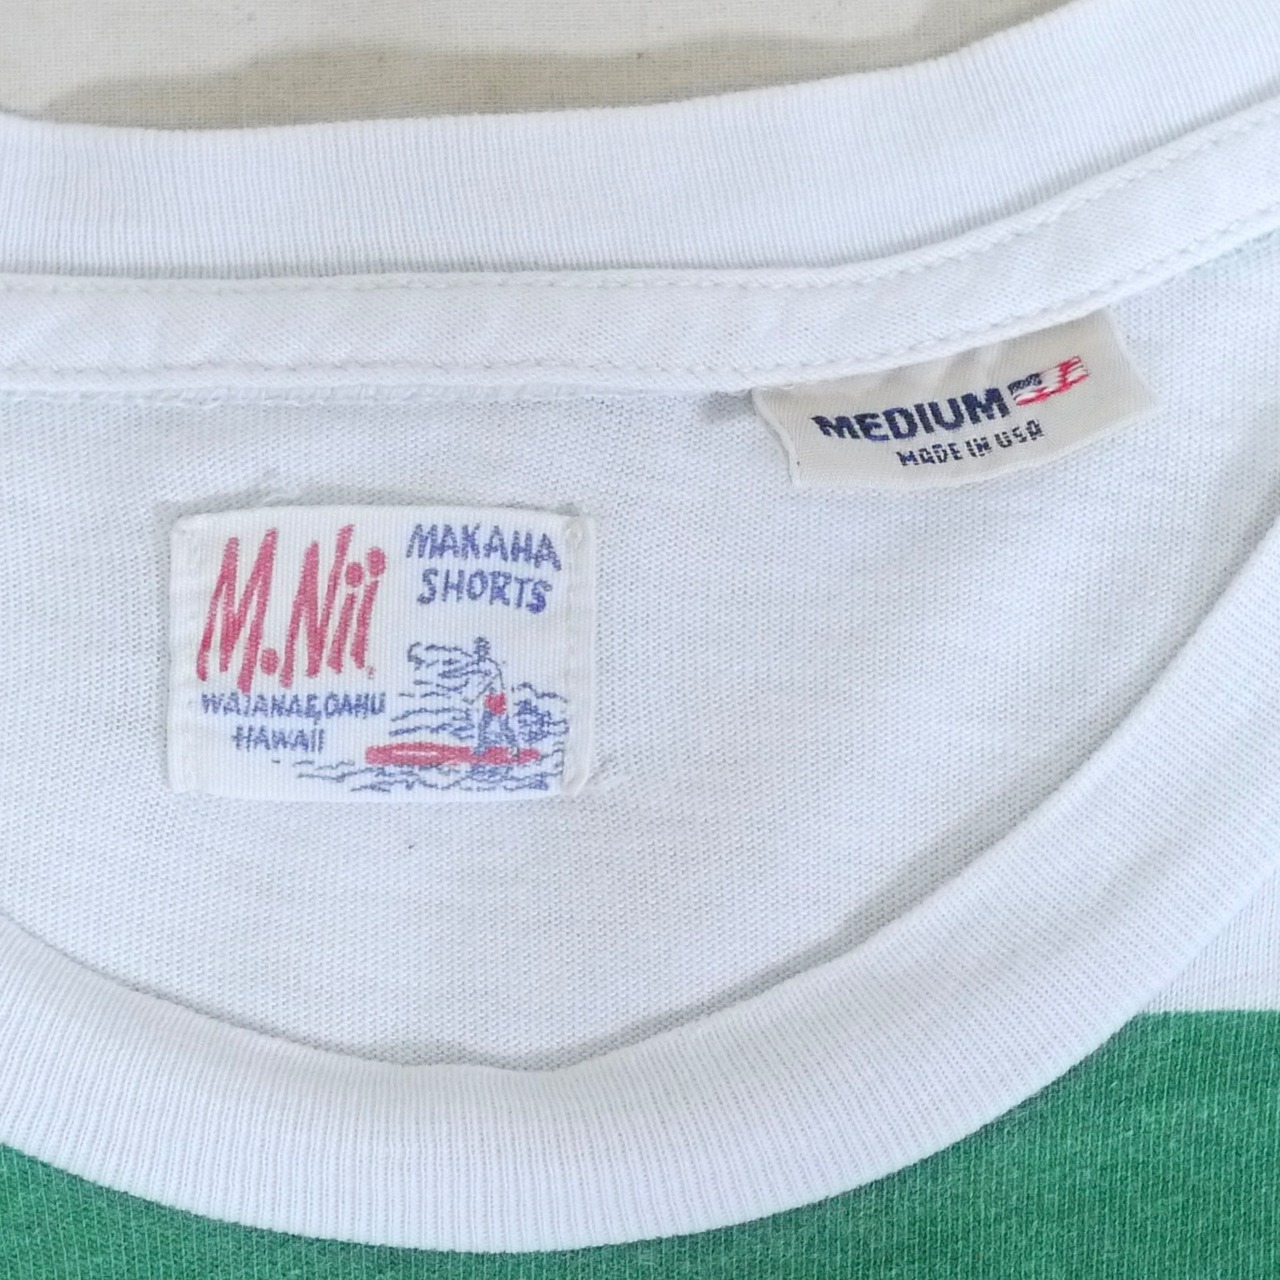 M.Nii
MAKAHA
SHORTS
WAIANAE, OAHU
HAWAII
MEDIUM
MADE IN USA